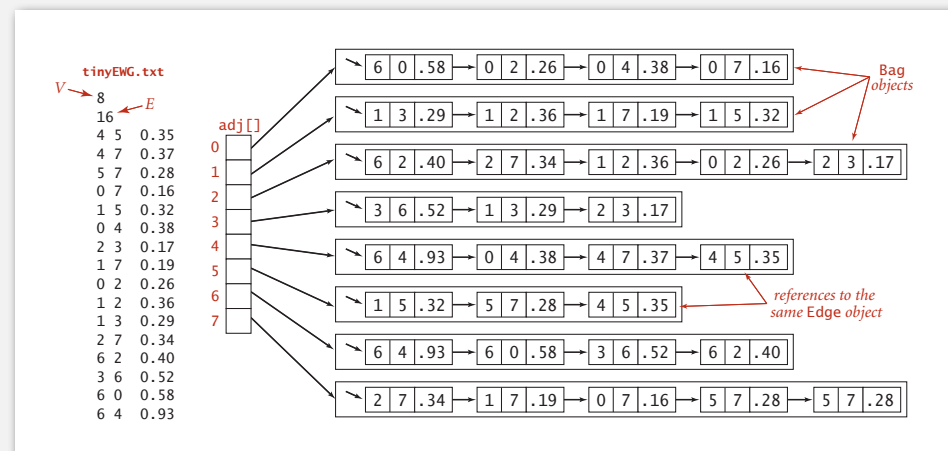 tinyEWG.txt
V
8
E
16
4 5 0.35
4 7 0.37
5 7 0.28
0 7 0.16
1 5 0.32
0 4 0.38
2 3 0.17
1 7 0.19
0 2 0.26
1 2 0.36
1 3 0.29
2 7 0.34
6 2 0.40
3 6 0.52
6 0 0.58
6 4 0.93
adj[]
0
1
2
3
4
5
6
7
6 0 .58 0 2 .26 0 4 .38 0 7 .16
1 3 .29 1 2 .36 1 7 .19 1 5 .32
6 2 .40 2 7 .34 1 2 .36 0 2 .26 2 3 .17
3 6 .52 1 3 .29 2 3 .17
6 4 .93 0 4 .38 4 7 .37 4 5 .35
1 5 .32 5 7 .28 4 5 .35
6 4 .93 6 0 .58 3 6 .52 6 2 .40
2 7 .34 1 7 .19 0 7 .16 5 7 .28 5 7 .28
Bag
objects
references to the
same Edge object